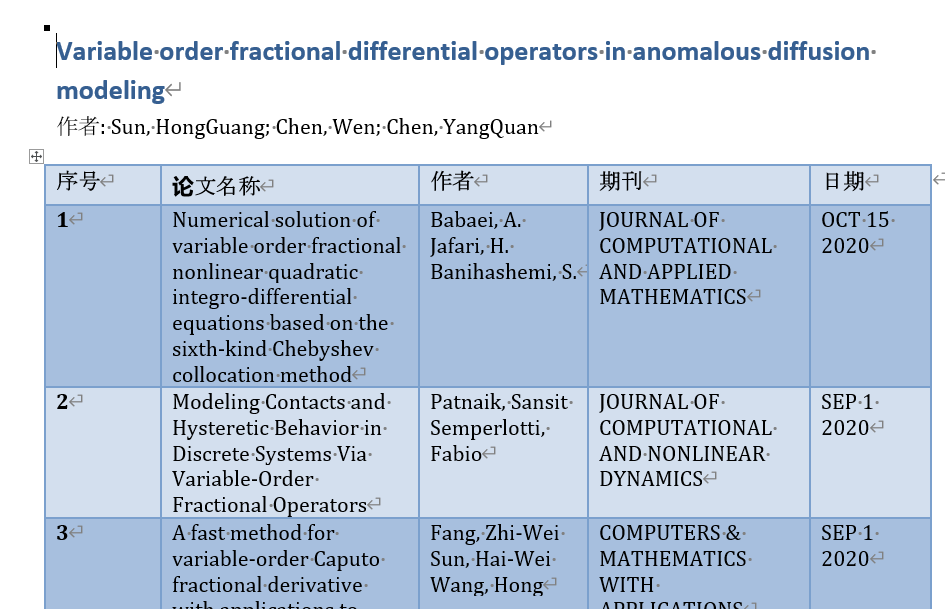 Variable order fractional differential operators in anomalous diffusion
modeling
作者: Sun, HongGuang; Chen, Wen; Chen, YangQuan
序号 论文名称 作者 期刊 日期
1
Numerical solution of
variable order fractional
nonlinear quadratic
integro-differential
equations based on the
sixth-kind Chebyshev
collocation method
Babaei, A.
Jafari, H.
Banihashemi, S.
JOURNAL OF
COMPUTATIONAL
AND APPLIED
MATHEMATICS
OCT 15
2020
2
Modeling Contacts and
Hysteretic Behavior in
Discrete Systems Via
Variable-Order
Fractional Operators
Patnaik, Sansit
Semperlotti,
Fabio
JOURNAL OF
COMPUTATIONAL
AND NONLINEAR
DYNAMICS
SEP 1
2020
3
A fast method for
variable-order Caputo
fractional derivative
with applications to
Fang, Zhi-Wei
Sun, Hai-Wei
Wang, Hong
COMPUTERS &
MATHEMATICS
WITH
APPLICATIONS
SEP 1
2020